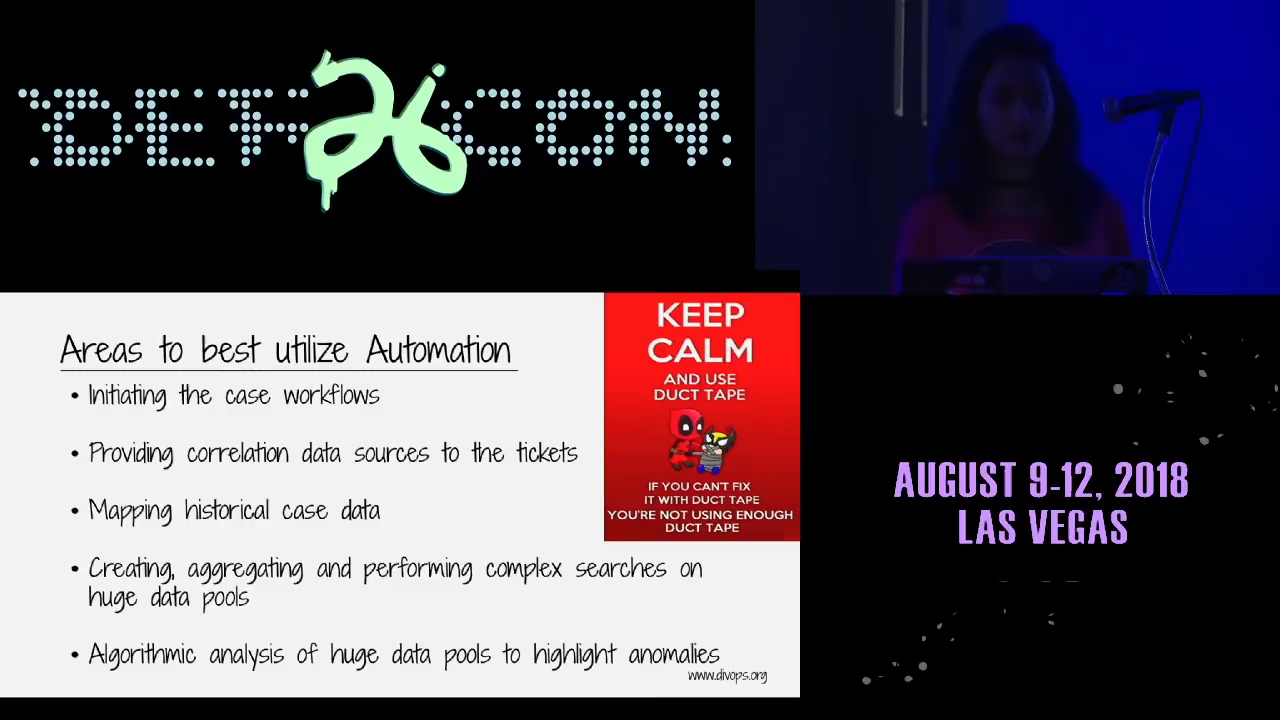 DEF 26 CON
Areas to best utilize Automation
• Initiating the case workflows
• Providing correlation data sources to the tickets
• Mapping historical case data
• Creating, aggregating and performing complex searches on
huge data pools
• Algorithmic analysis of huge data pools to highlight anomalies
www.divops.org
KEEP
CALM
AND USE
DUCT TAPE
IF YOU CAN'T FIX
IT WITH DUCT TAPE
YOU'RE NOT USING ENOUGH
DUCT TAPE
AUGUST 9-12, 2018
LAS VEGAS